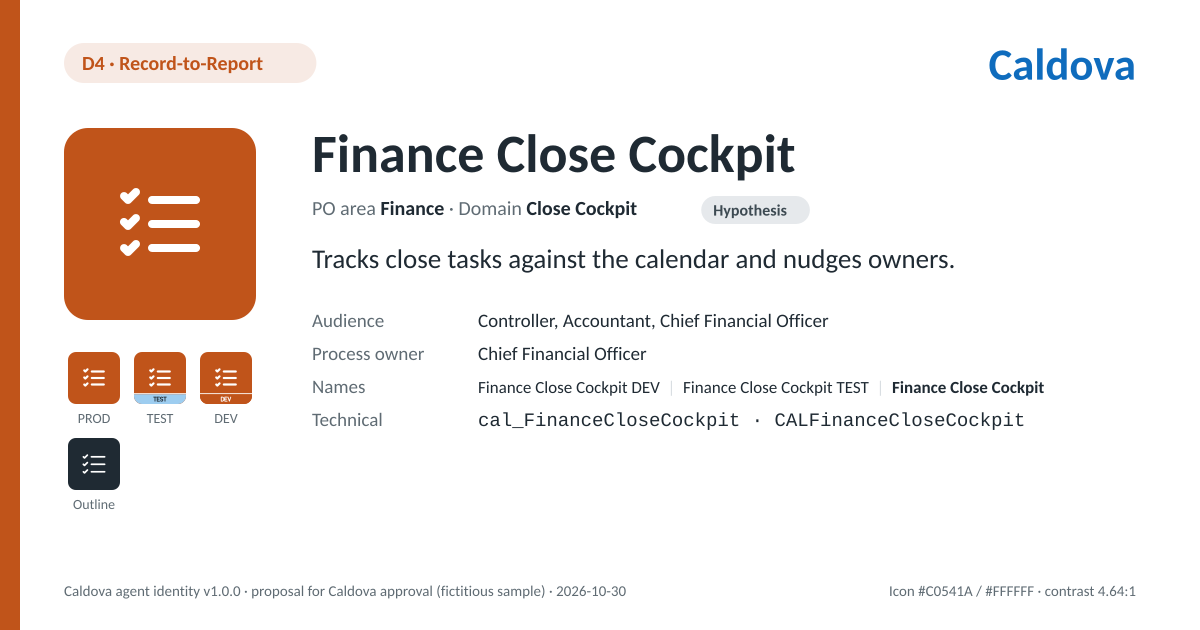 D4 · Record-to-Report
Caldova
Finance Close Cockpit
PO area Finance · Domain Close Cockpit
Hypothesis
Tracks close tasks against the calendar and nudges owners.
Audience Controller, Accountant, Chief Financial Officer
Process owner Chief Financial Officer
Names Finance Close Cockpit DEV | Finance Close Cockpit TEST | Finance Close Cockpit
Technical cal_FinanceCloseCockpit · CALFinanceCloseCockpit
TEST DEV
PROD TEST DEV
Outline
Caldova agent identity v1.0.0 · proposal for Caldova approval (fictitious sample) · 2026-10-30
Icon #C0541A / #FFFFFF · contrast 4.64:1